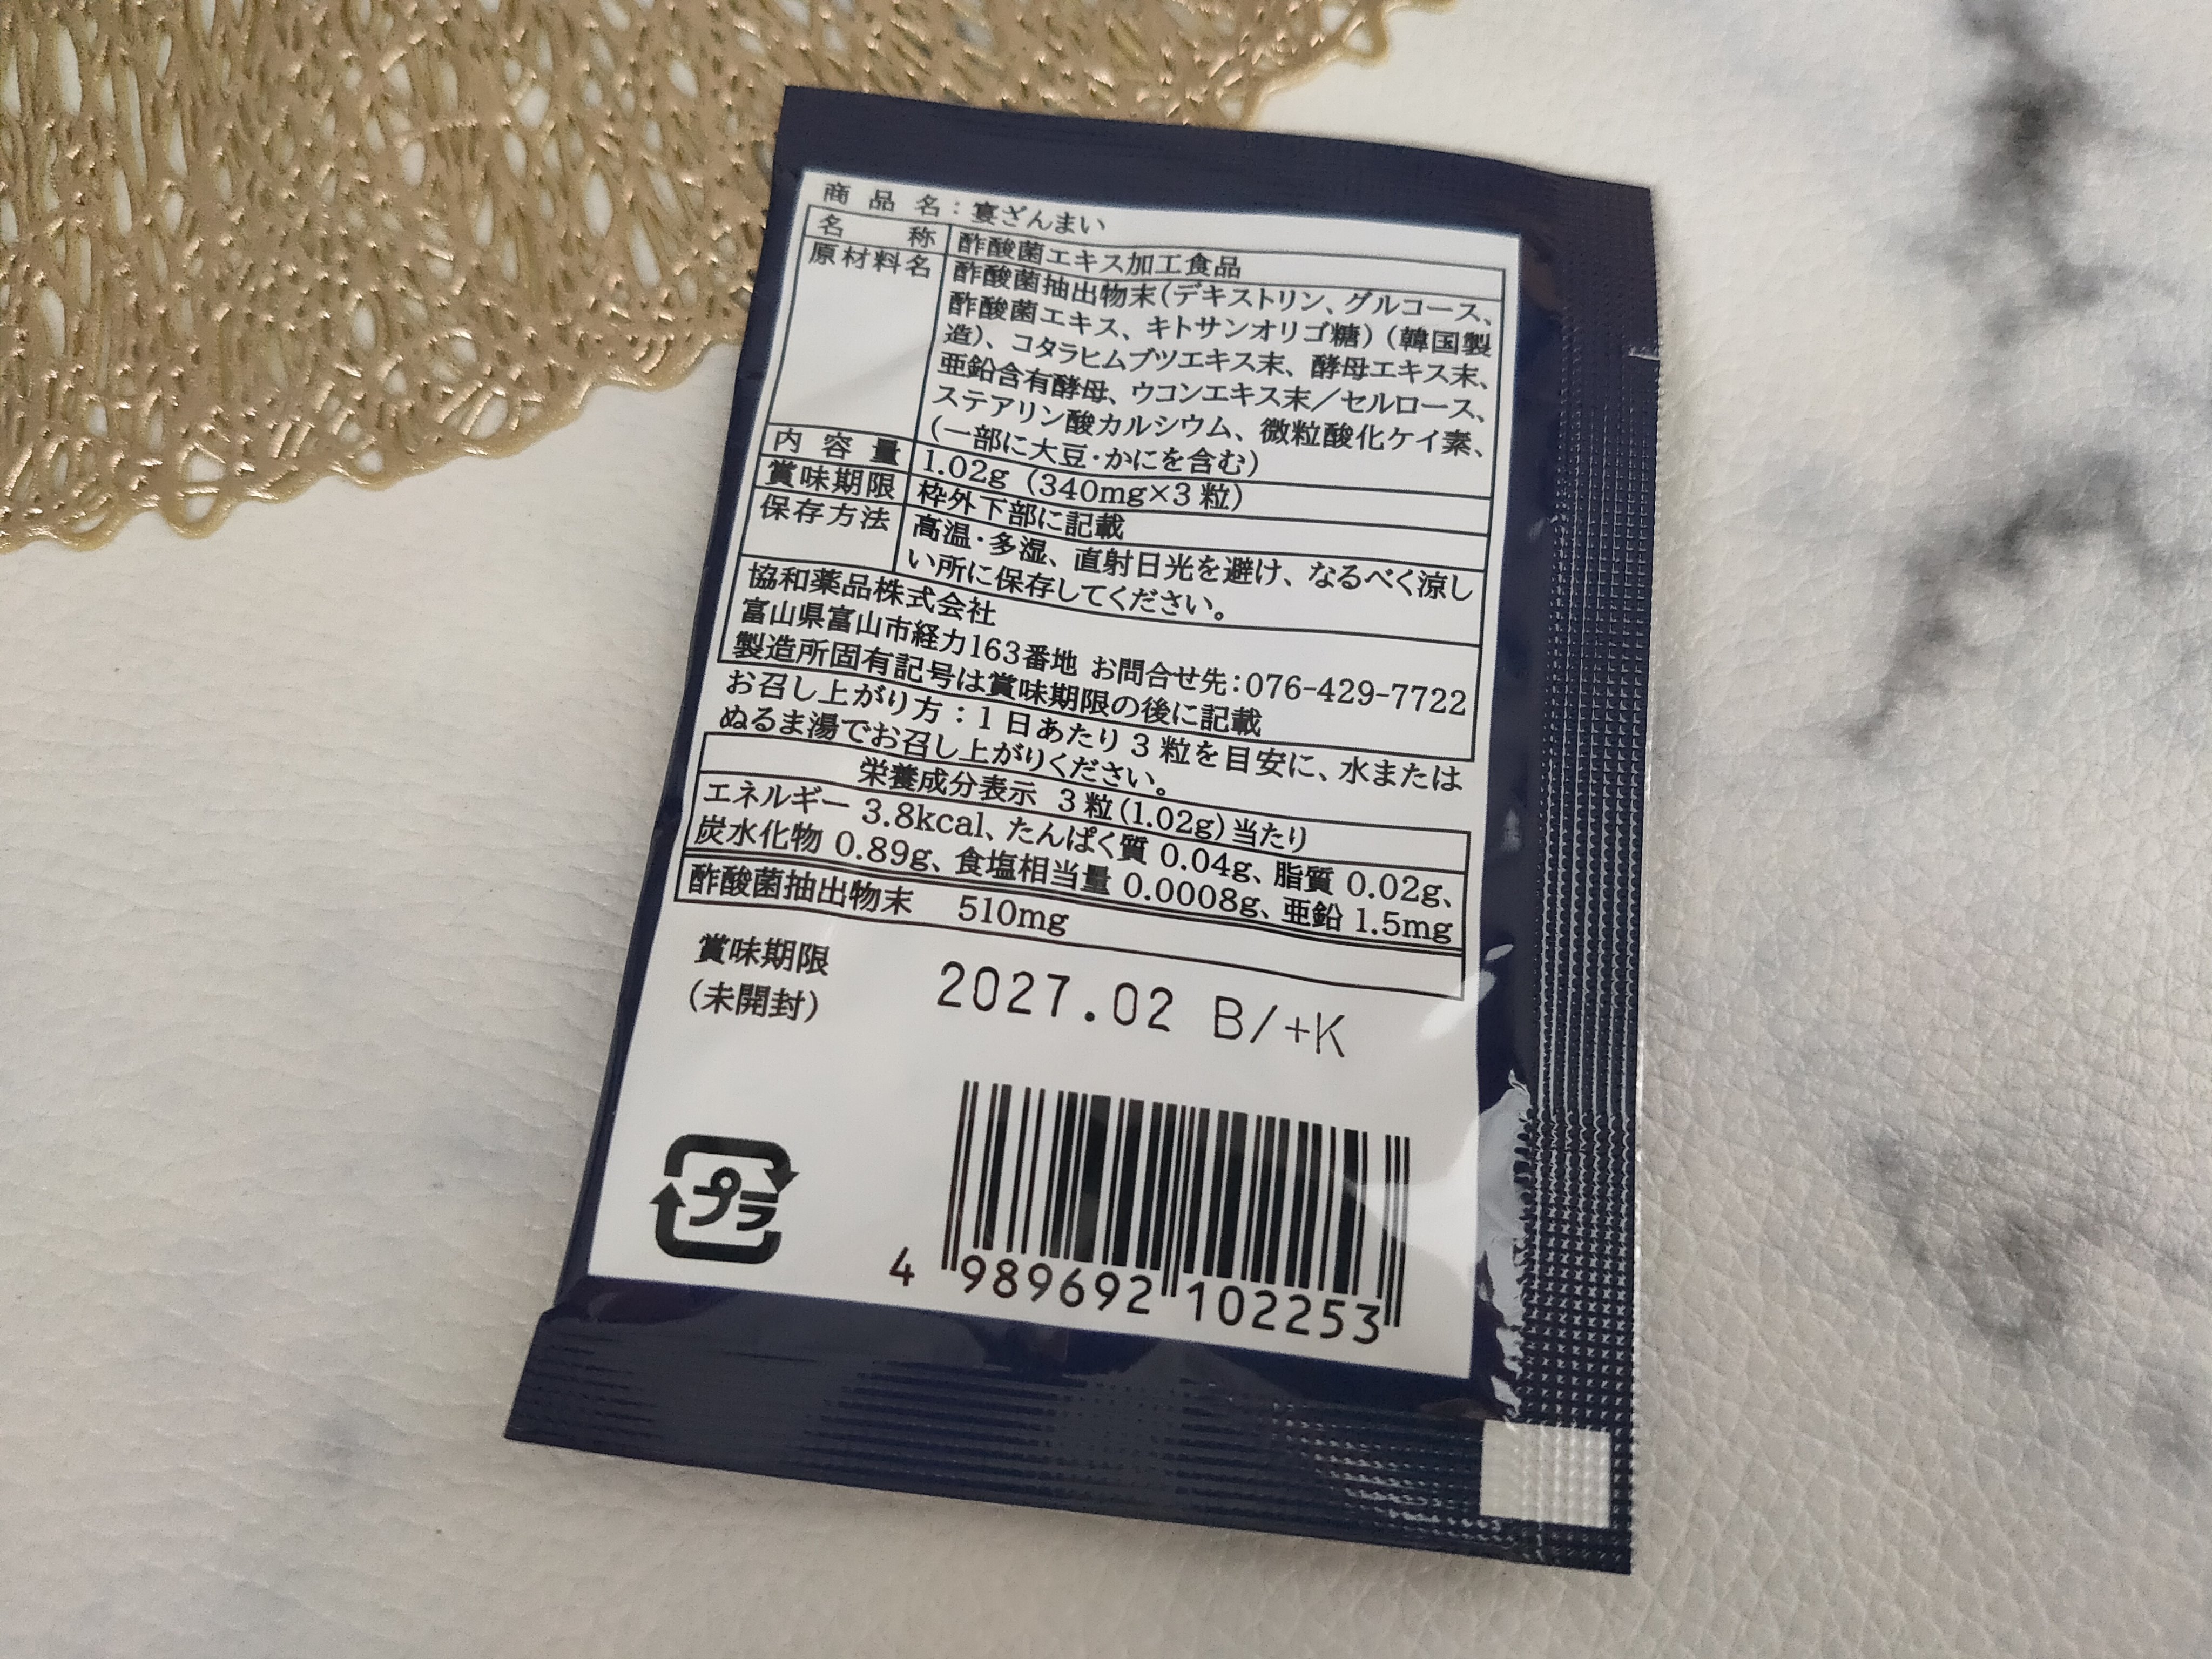 商品名：宴ざんまい
名称 酢酸菌エキス加工食品
原材料名 酢酸菌抽出物末(デキストリン、グルコース、
酢酸菌エキス、キトサンオリゴ糖)(韓国製
造)、コタラヒムブツエキス末、酵母エキス末、
亜鉛含有酵母、ウコンエキス末／セルロース、
ステアリン酸カルシウム、微粒酸化ケイ素、
(一部に大豆・かにを含む)
内容量 1.02g (340mg×3粒)
賞味期限 枠外下部に記載
保存方法 高温・多湿、直射日光を避け、なるべく涼し
い所に保存してください。
協和薬品株式会社
富山県富山市経力163番地 お問合せ先：076-429-7722
製造所固有記号は賞味期限の後に記載
お召し上がり方：1日あたり3粒を目安に、水または
ぬるま湯でお召し上がりください。
栄養成分表示 3粒(1.02g)当たり
エネルギー 3.8kcal、たんぱく質 0.04g、脂質 0.02g、
炭水化物 0.89g、食塩相当量 0.0008g、亜鉛 1.5mg
酢酸菌抽出物末 510mg
賞味期限
(未開封)
2027.02 B/+K
プラ
4 989692 102253